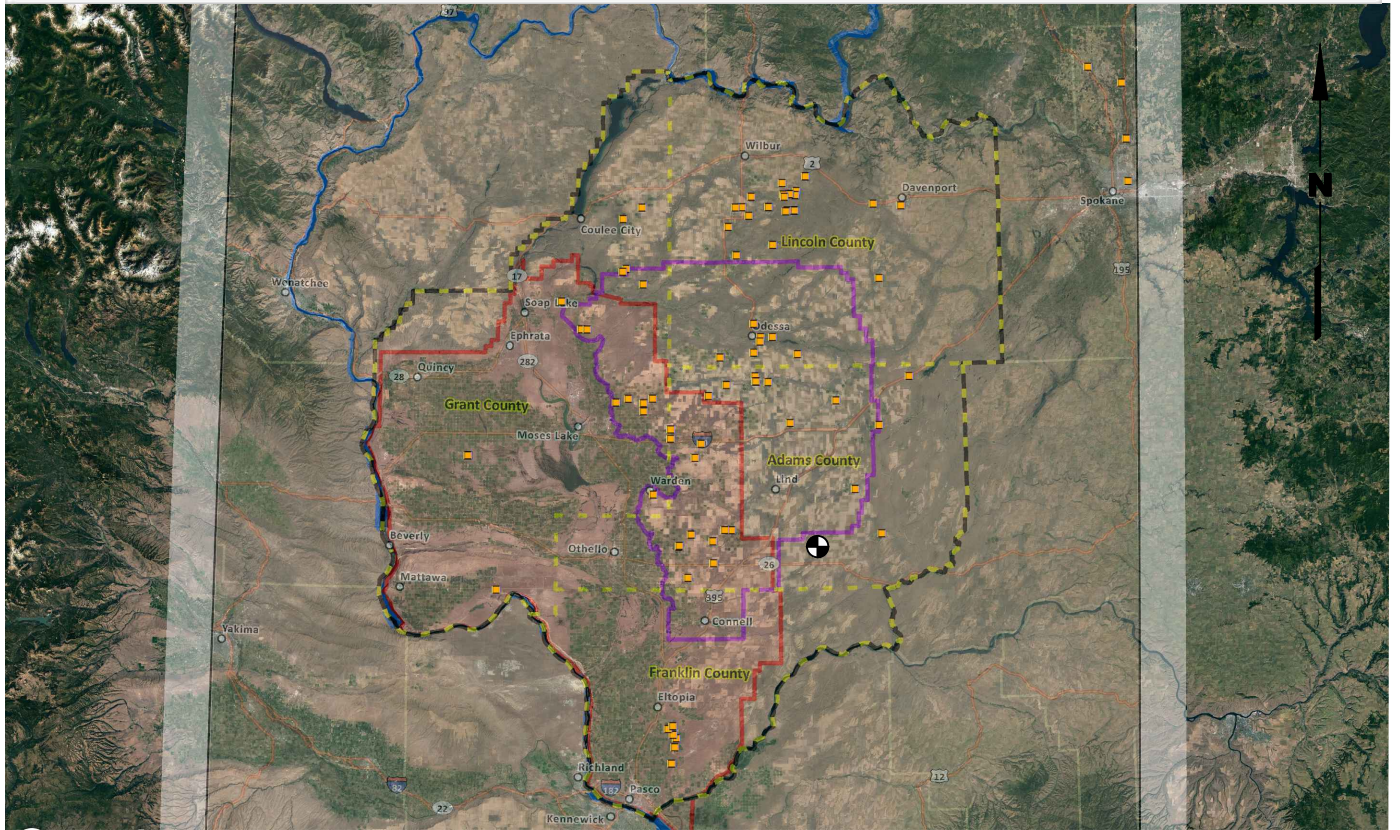 97
Wilbur
2
Davenport
N
Spokane
Coulee City
Lincoln County
17
195
Wenatchee
Soap Lake
Ephrata
Odessa
282
28
Quincy
Grant County
Moses Lake
Adams County
Warden
Lind
Beverly
Othello
26
Mattawa
395
Connell
Yakima
Franklin County
Eltopia
Richland
12
82
182
Pasco
22
Kennewick